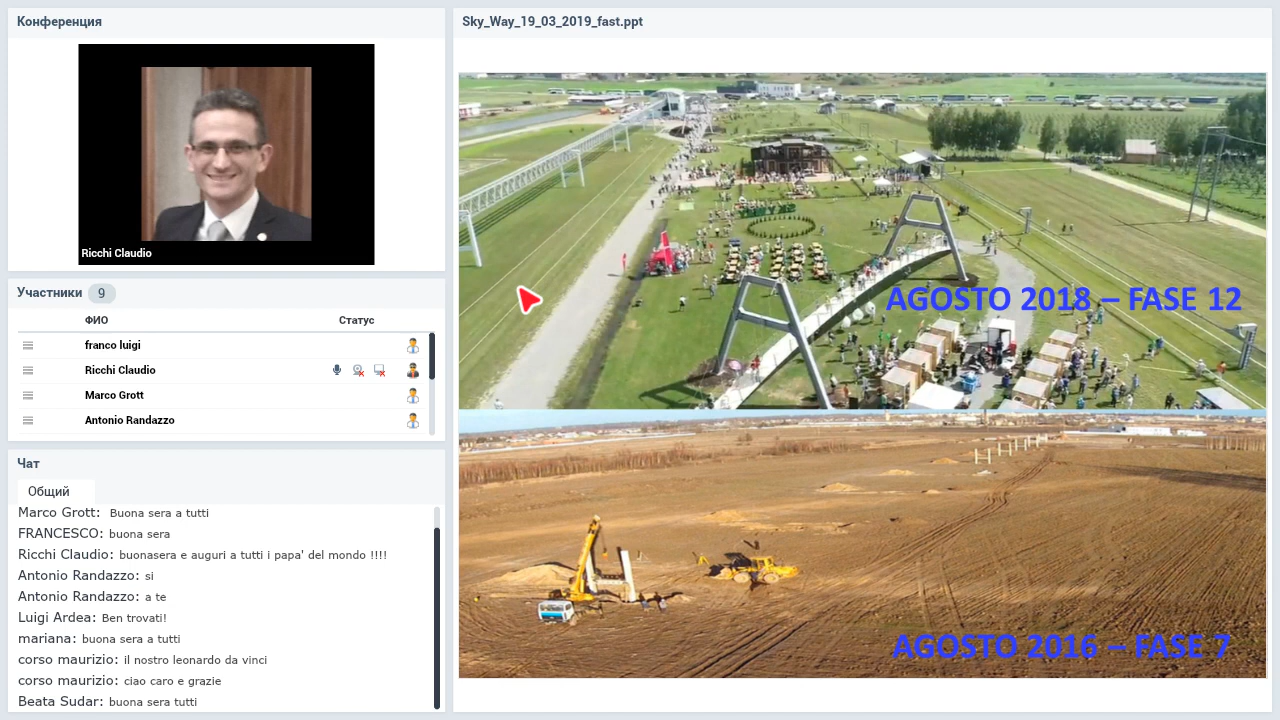 Конференция
Ricchi Claudio
Участники 9
ФИО Статус
franco luigi
Ricchi Claudio
Marco Grott
Antonio Randazzo
Чат
Общий
Marco Grott: Buona sera a tutti
FRANCESCO: buona sera
Ricchi Claudio: buonasera e auguri a tutti i papa' del mondo !!!!
Antonio Randazzo: si
Antonio Randazzo: a te
Luigi Ardea: Ben trovati!
mariana: buona sera a tutti
corso maurizio: il nostro leonardo da vinci
corso maurizio: ciao caro e grazie
Beata Sudar: buona sera tutti
Sky_Way_19_03_2019_fast.ppt
AGOSTO 2018 – FASE 12
AGOSTO 2016 – FASE 7